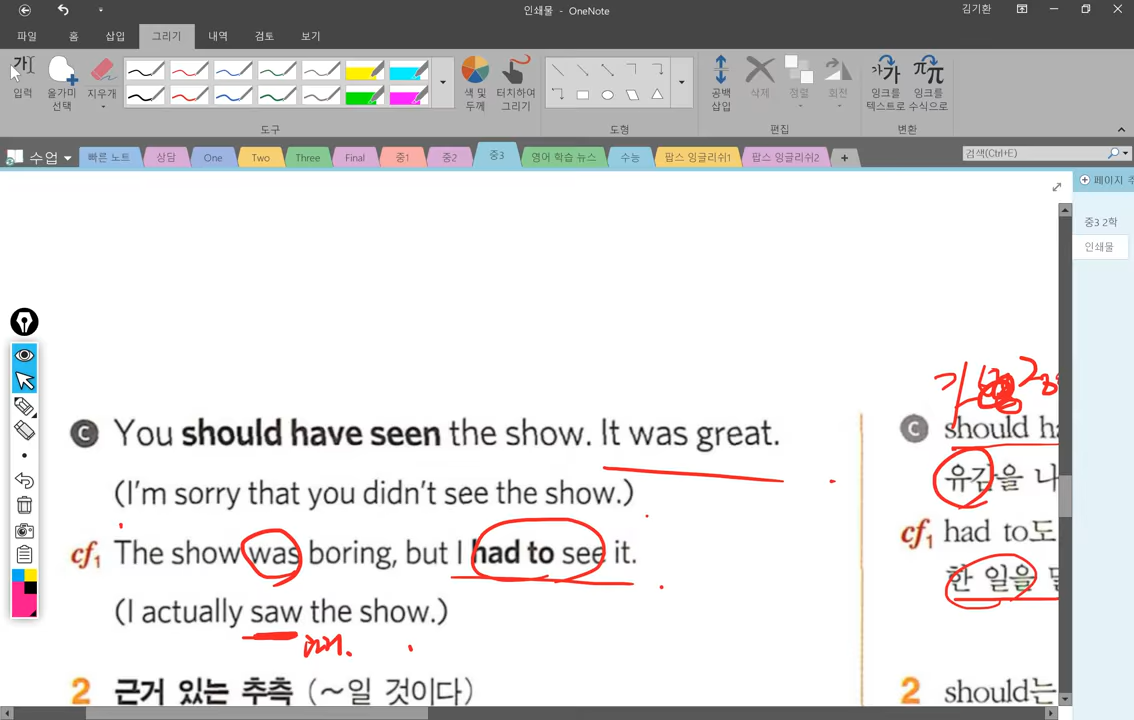 인쇄물 - OneNote
김기환
파일 홈 삽입 그리기 내역 검토 보기
가
입력
올가미
선택
지우개
색 및
두께
터치하여
그리기
공백
삽입
삭제
정렬
회전
가가
잉크를
텍스트로
ππ
잉크를
수식으로
도구 도형 편집 변환
수업 빠른 노트 상담 One Two Three Final 중1 중2 중3 영어 학습 뉴스 수능 팝스 잉글리쉬1 팝스 잉글리쉬2
검색(Ctrl+E)
페이지 추
중3 2학
인쇄물
C You should have seen the show. It was great.
(I'm sorry that you didn't see the show.)
cf1 The show was boring, but I had to see it.
(I actually saw the show.)
2 근거 있는 추측 (~일 것이다)
C should ha
유감을 나
cf1 had to도
한 일을
2 should는